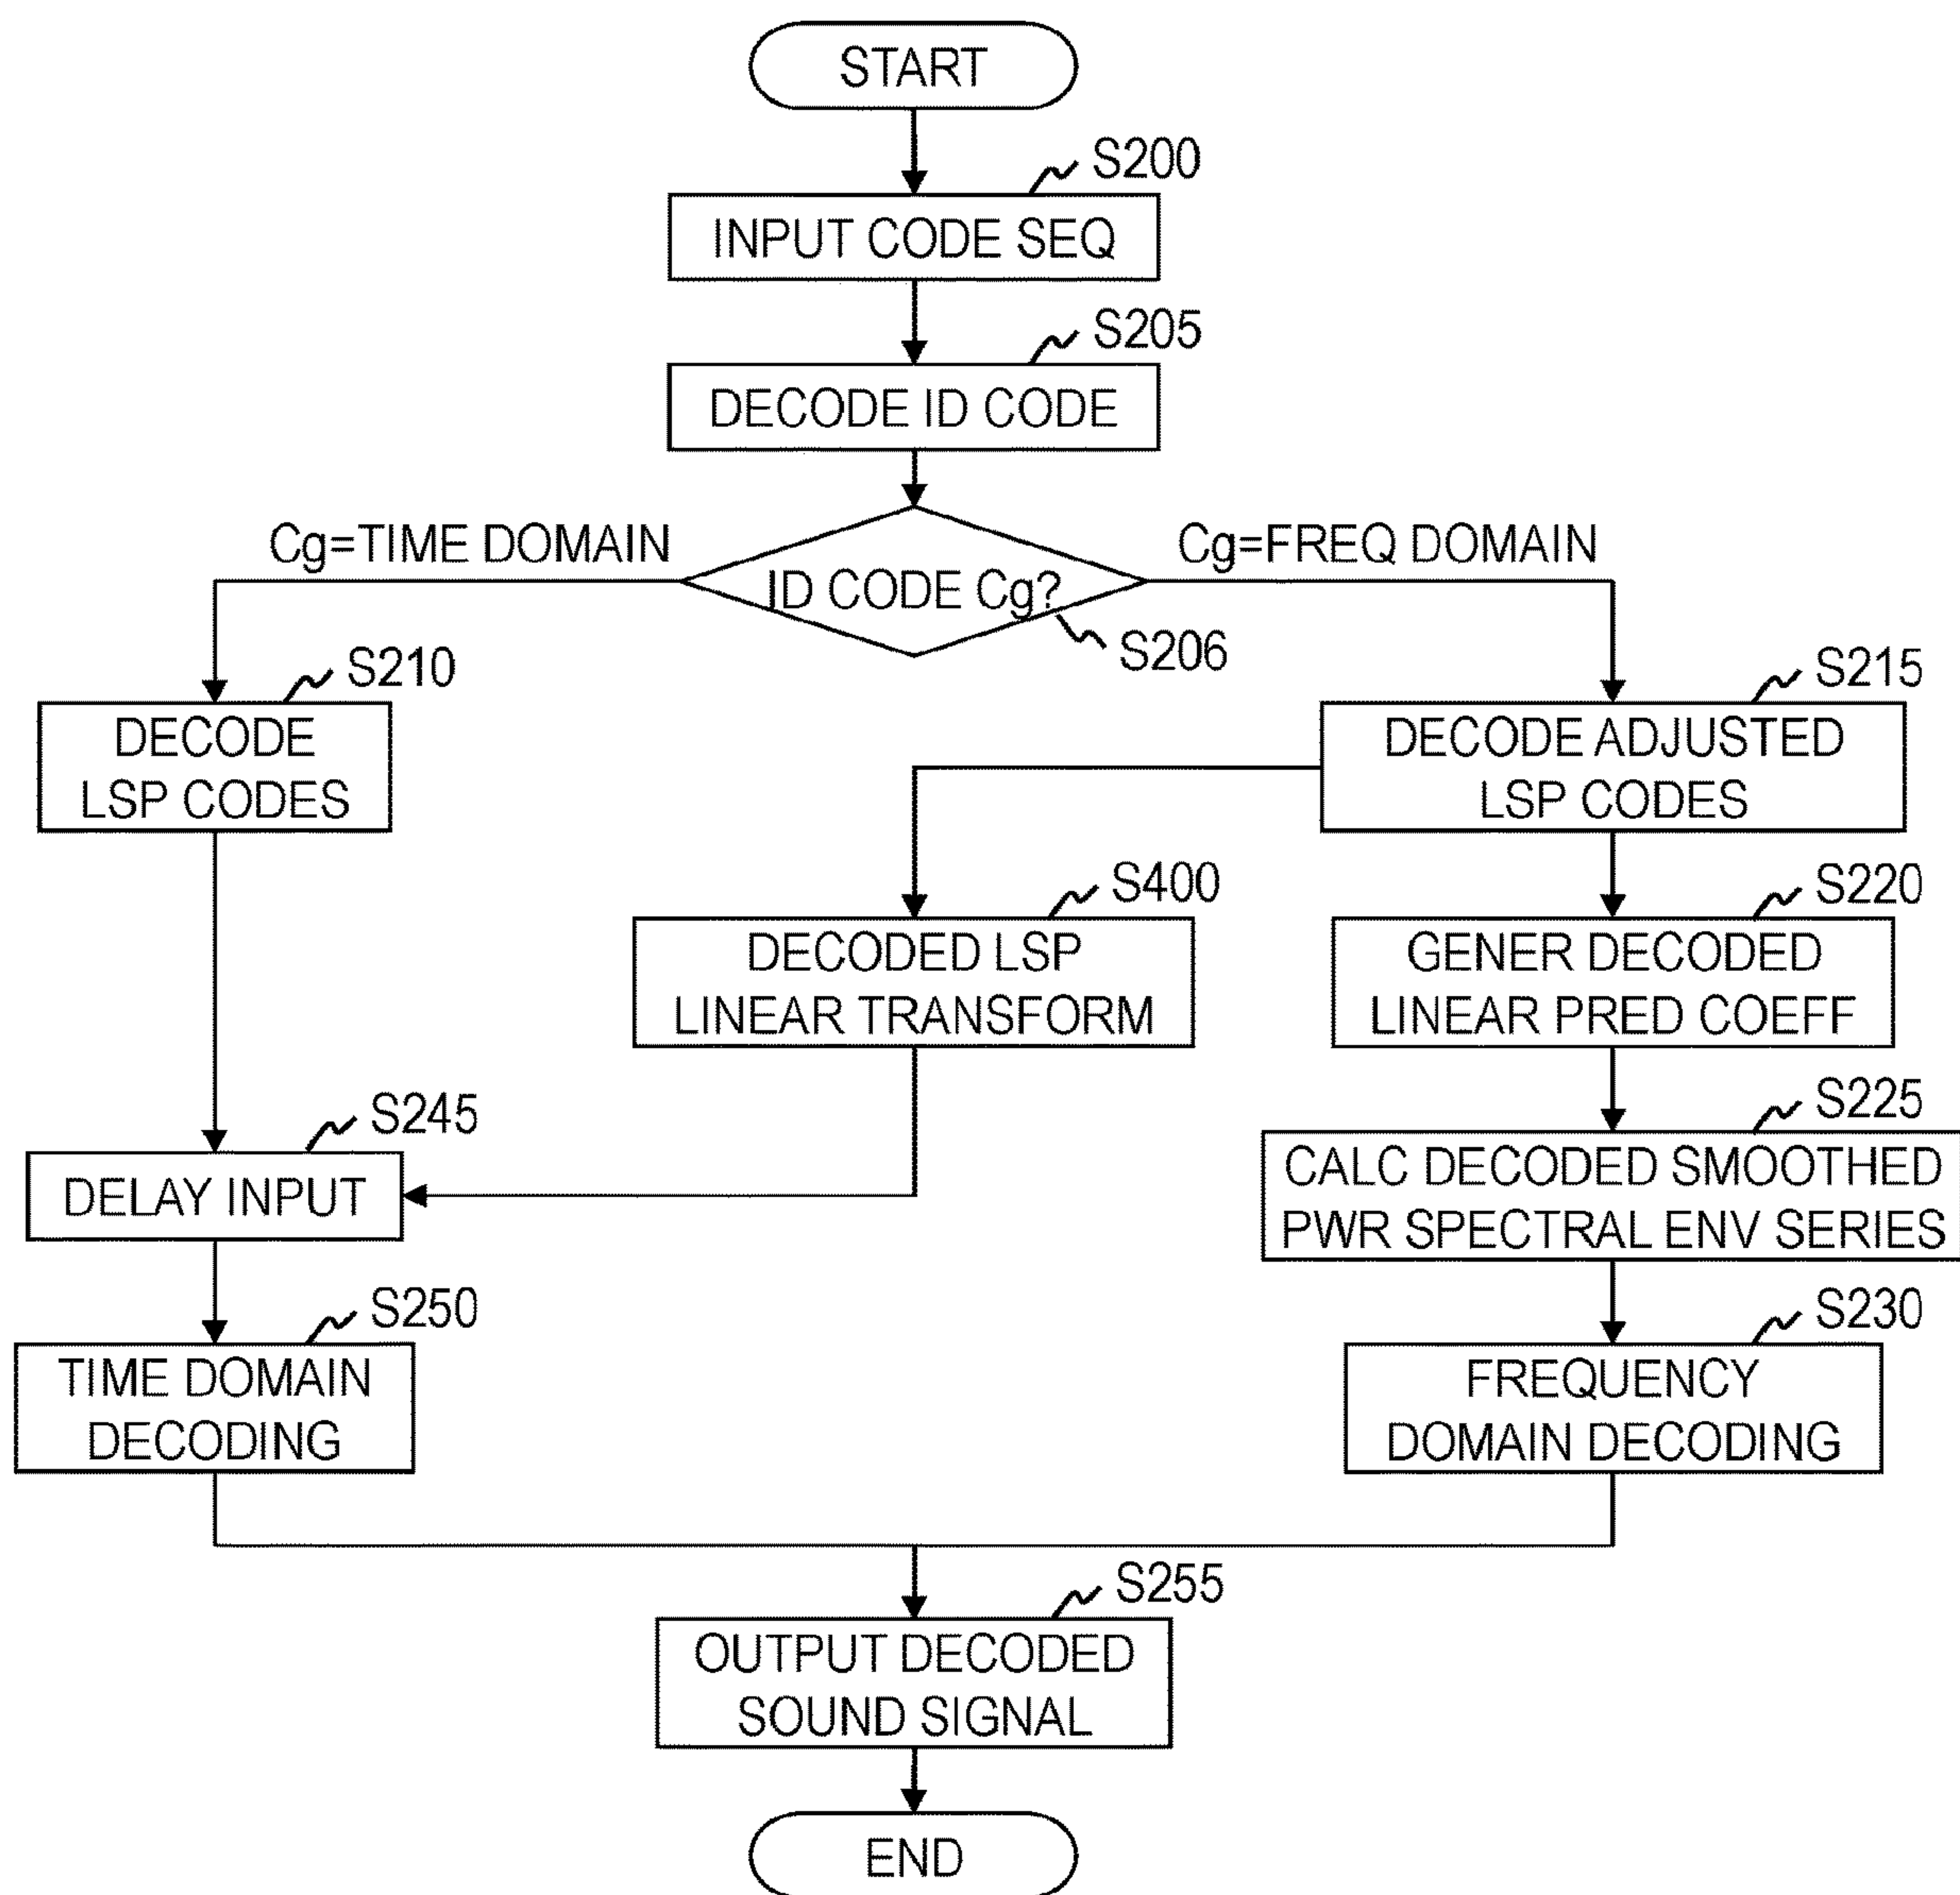 START
S200
INPUT CODE SEQ
S205
DECODE ID CODE
Cg=TIME DOMAIN
Cg=FREQ DOMAIN
ID CODE Cg?
S206
S210
DECODE
LSP CODES
S215
DECODE ADJUSTED
LSP CODES
S400
DECODED LSP
LINEAR TRANSFORM
S220
GENER DECODED
LINEAR PRED COEFF
S245
DELAY INPUT
S225
CALC DECODED SMOOTHED
PWR SPECTRAL ENV SERIES
S250
TIME DOMAIN
DECODING
S230
FREQUENCY
DOMAIN DECODING
S255
OUTPUT DECODED
SOUND SIGNAL
END